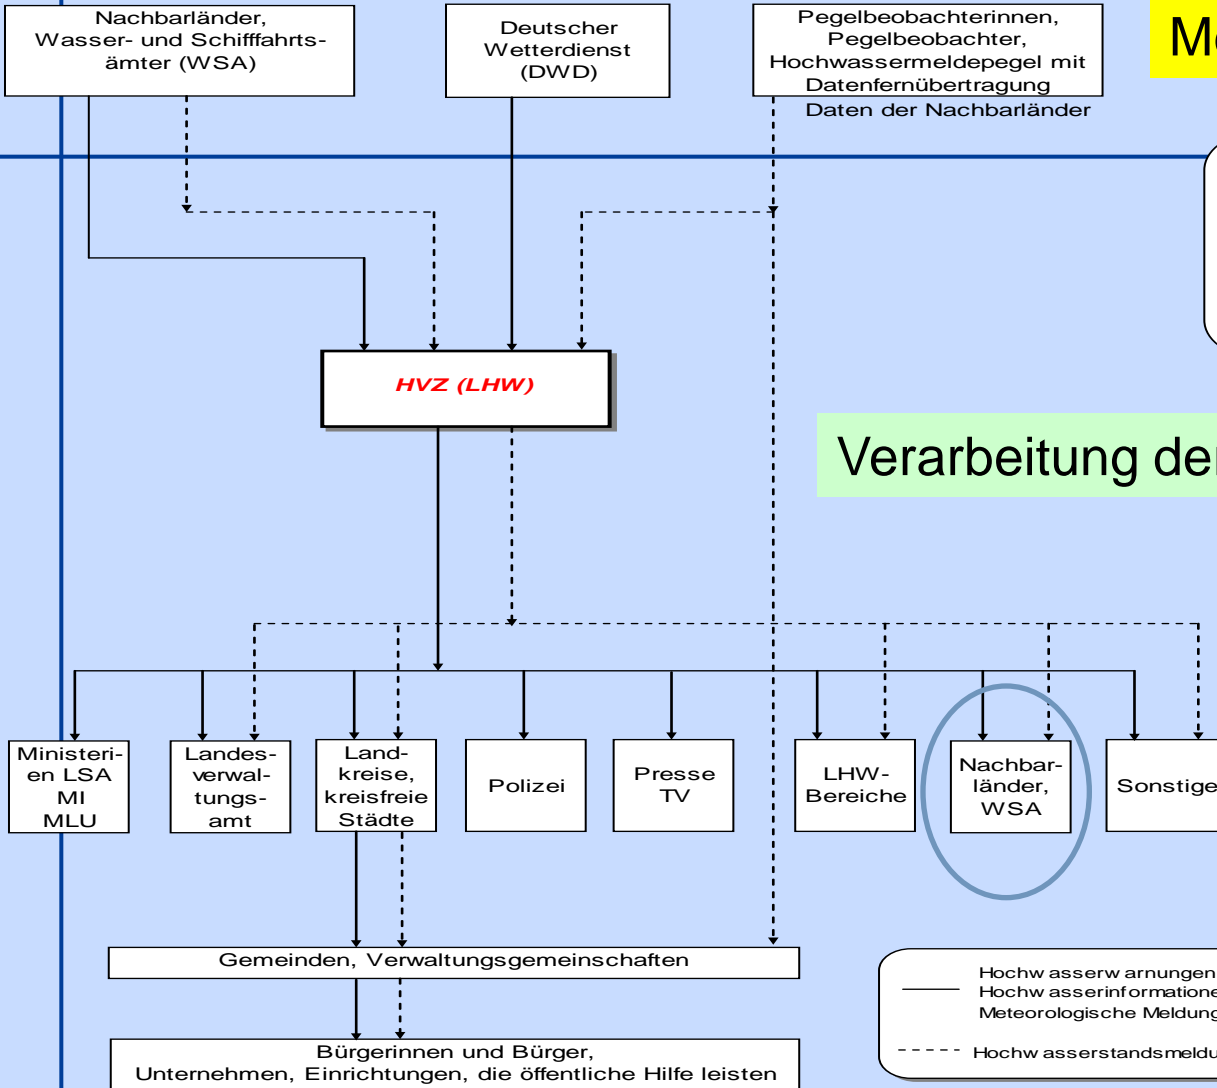 Nachbarländer,
Wasser- und Schifffahrts-
ämter (WSA)
Deutscher
Wetterdienst
(DWD)
Pegelbeobachterinnen,
Pegelbeobachter,
Hochwassermeldepegel mit
Datenfernübertragung
Daten der Nachbarländer
HVZ (LHW)
Verarbeitung der
Ministeri-
en LSA
MI
MLU
Landes-
verwal-
tungs-
amt
Land-
kreise,
kreisfreie
Städte
Polizei
Presse
TV
LHW-
Bereiche
Nachbar-
länder,
WSA
Sonstige
Gemeinden, Verwaltungsgemeinschaften
Bürgerinnen und Bürger,
Unternehmen, Einrichtungen, die öffentliche Hilfe leisten
Hochwasserwarnungen
Hochwasserinformatione
Meteorologische Meldung
Hochwasserstandsmeldu